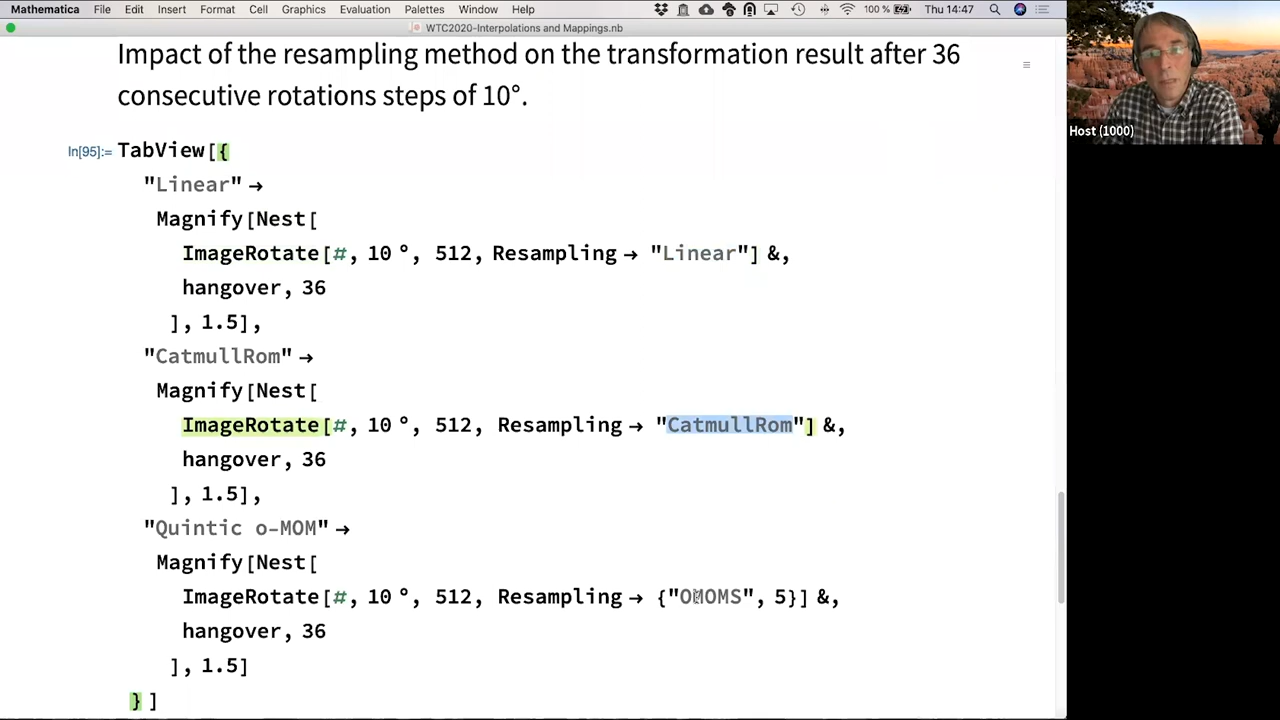 Mathematica File Edit Insert Format Cell Graphics Evaluation Palettes Window Help 100 % Thu 14:47
WTC2020-Interpolations and Mappings.nb
Impact of the resampling method on the transformation result after 36
consecutive rotations steps of 10°.
In[95]:= TabView[{
"Linear" →
Magnify[Nest[
ImageRotate[#, 10 °, 512, Resampling → "Linear"] &,
hangover, 36
], 1.5],
"CatmullRom" →
Magnify[Nest[
ImageRotate[#, 10 °, 512, Resampling → "CatmullRom"] &,
hangover, 36
], 1.5],
"Quintic o-MOM" →
Magnify[Nest[
ImageRotate[#, 10 °, 512, Resampling → {"OMOMS", 5}] &,
hangover, 36
], 1.5]
} ]
Host (1000)